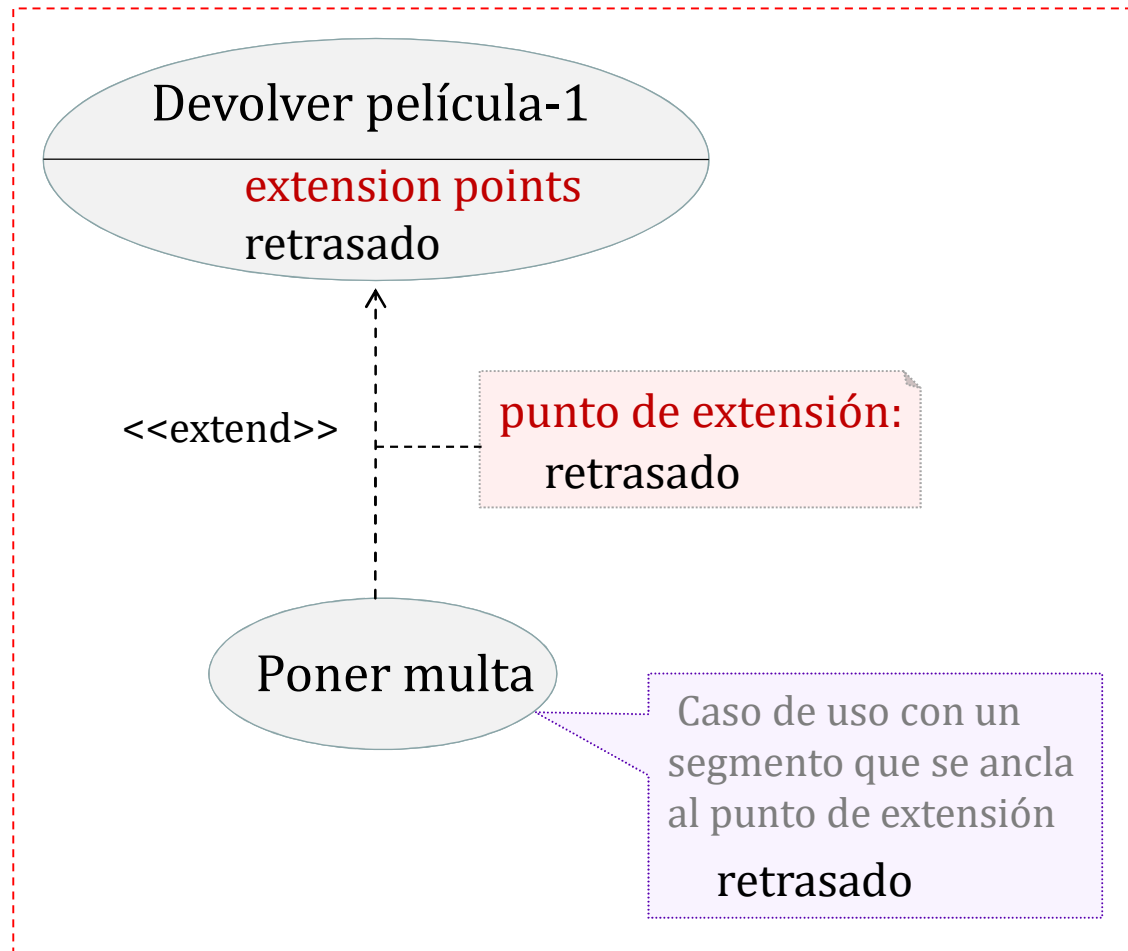 Devolver película-1
extension points
retrasado
<<extend>>
punto de extensión:
retrasado
Poner multa
Caso de uso con un
segmento que se ancla
al punto de extensión
retrasado